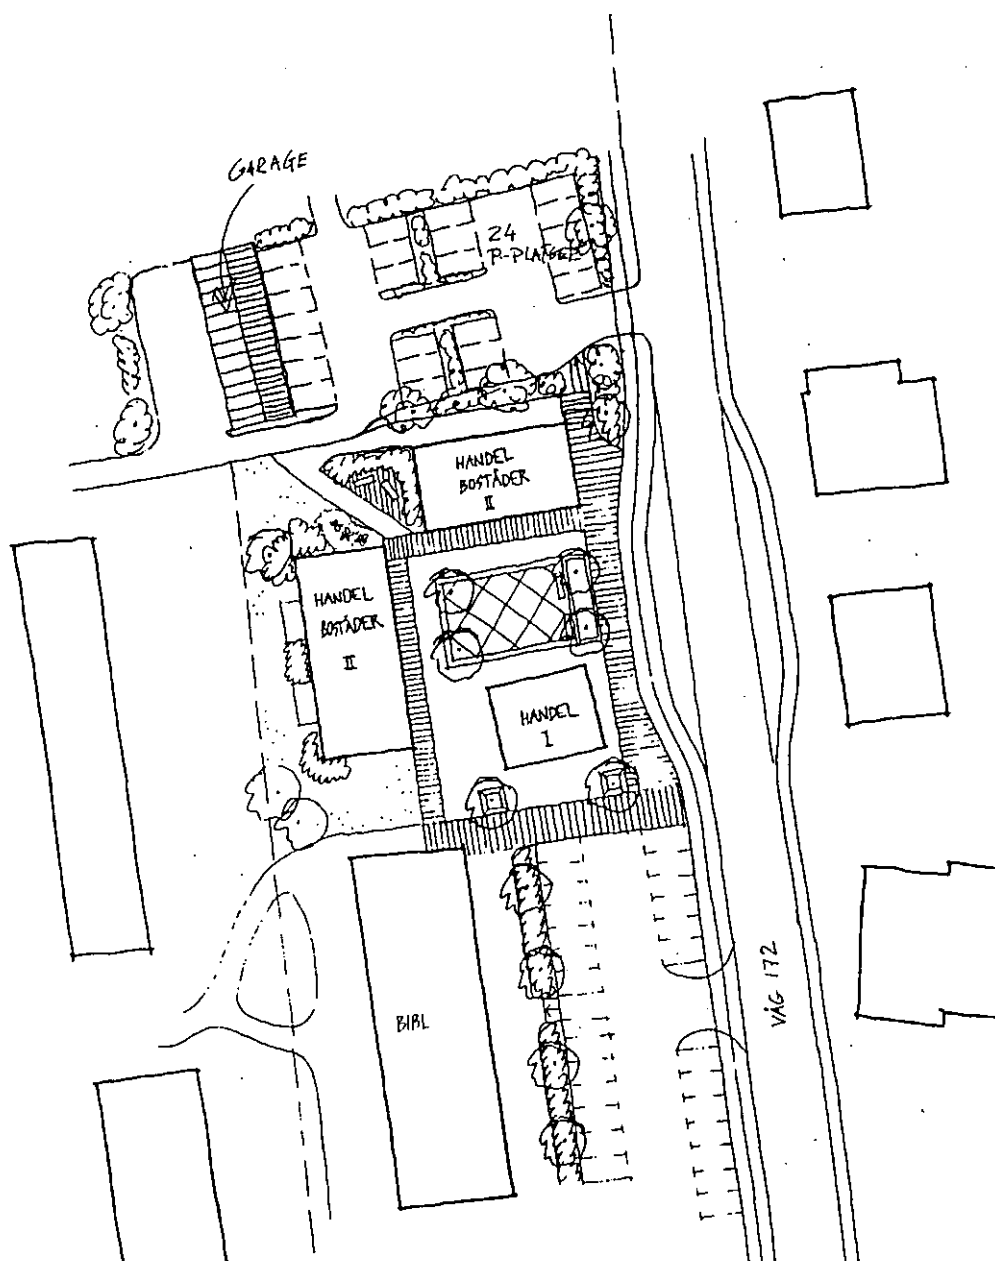 GARAGE
24
P-PLATSER
HANDEL
BOSTÄDER
II
HANDEL
BOSTÄDER
II
HANDEL
I
BIBL
VÄG 172